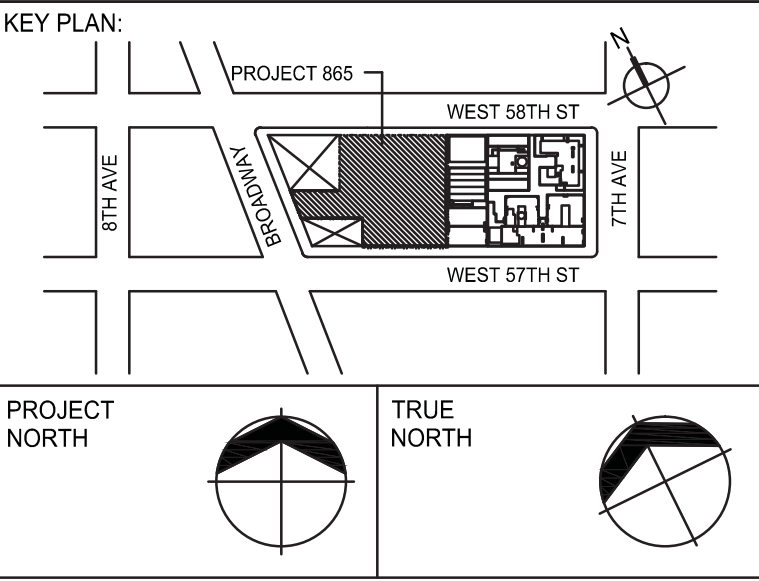 KEY PLAN:
N
PROJECT 865
WEST 58TH ST
8TH AVE
BROADWAY
7TH AVE
WEST 57TH ST
PROJECT
NORTH
TRUE
NORTH